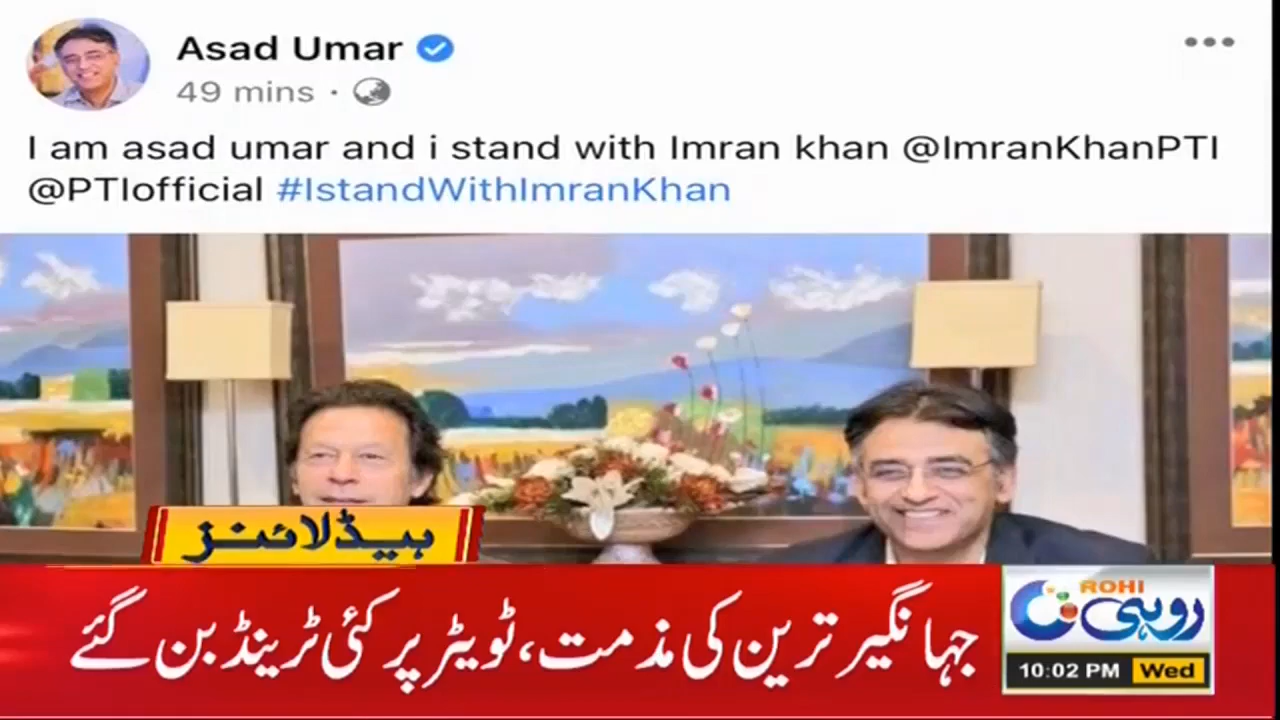 Asad Umar
49 mins ·
I am asad umar and i stand with Imran khan @ImranKhanPTI
@PTIofficial #IstandWithImranKhan
ہیڈلائنز
جہانگیر ترین کی مذمت، ٹویٹر پر کئی ٹرینڈ بن گئے
ROHI
روہی
10:02 PM Wed